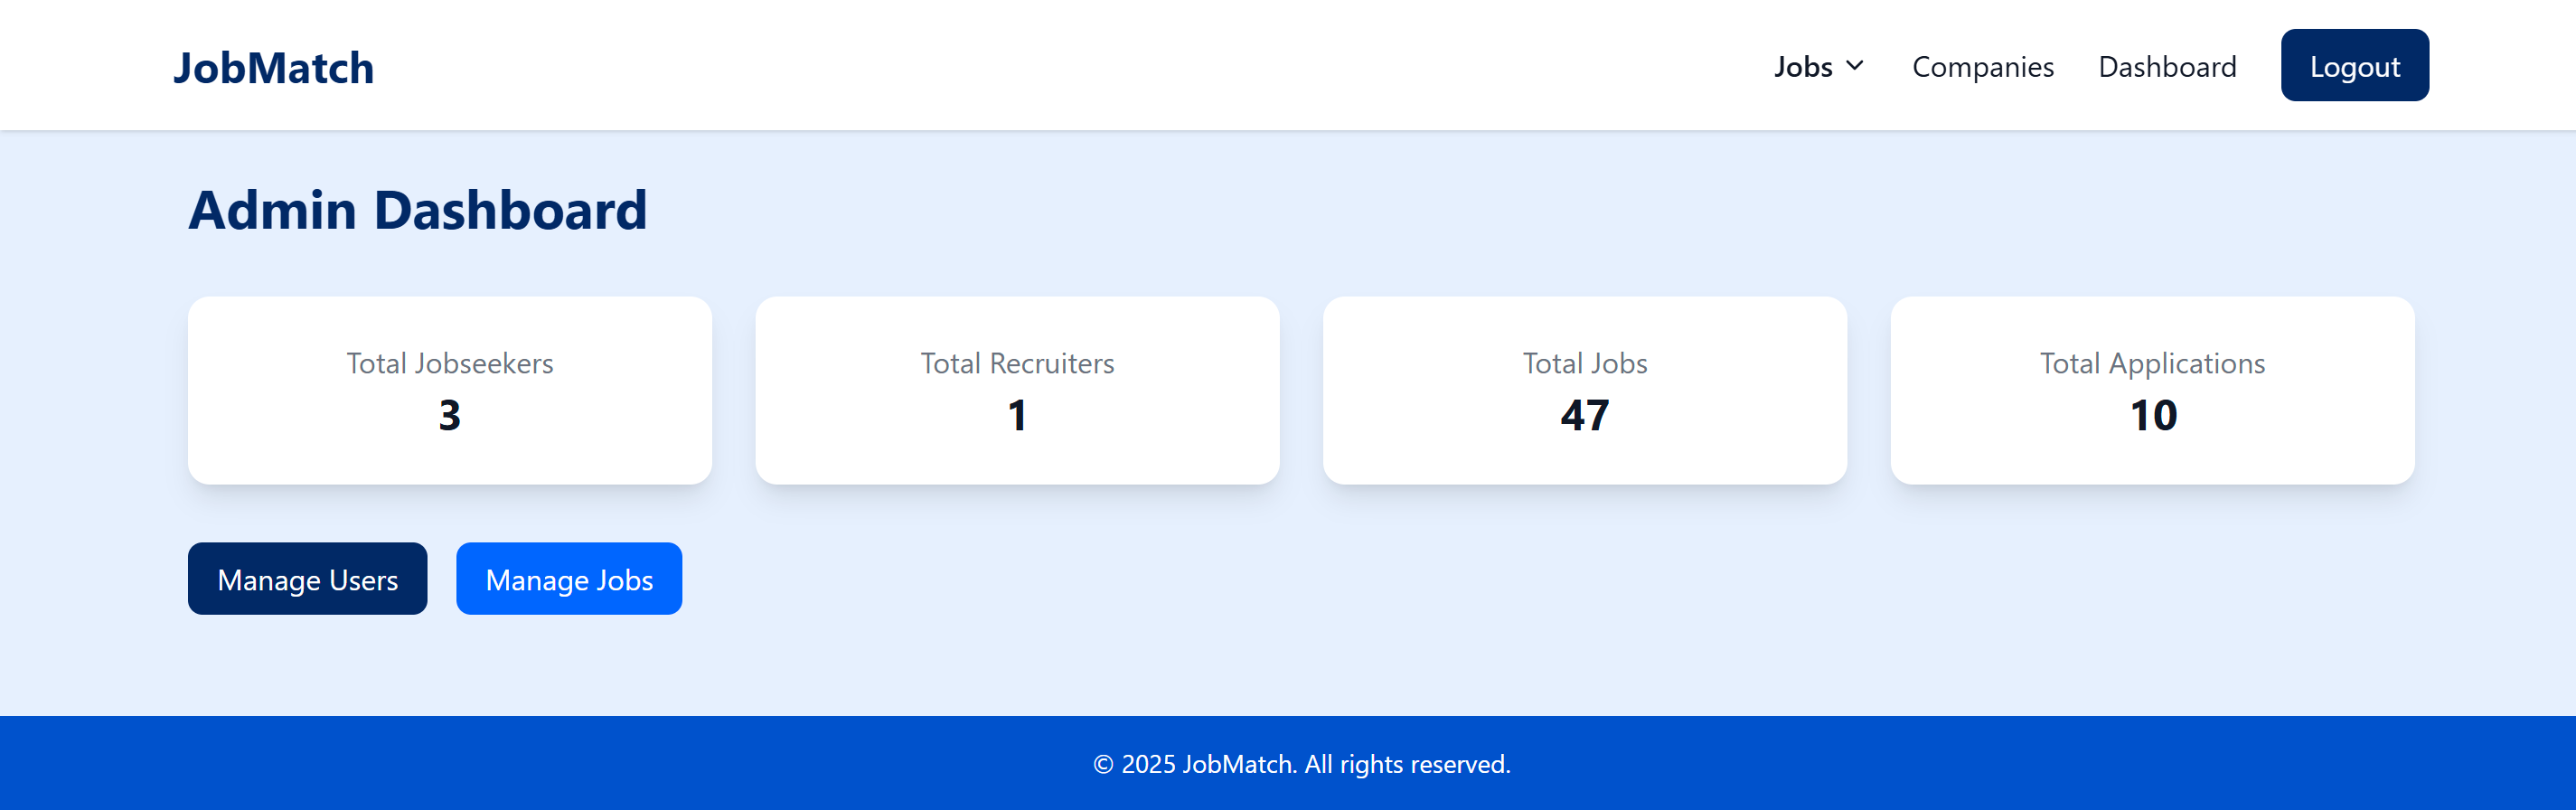 JobMatch
Jobs Companies Dashboard Logout
Admin Dashboard
Total Jobseekers
3
Total Recruiters
1
Total Jobs
47
Total Applications
10
Manage Users Manage Jobs
© 2025 JobMatch. All rights reserved.